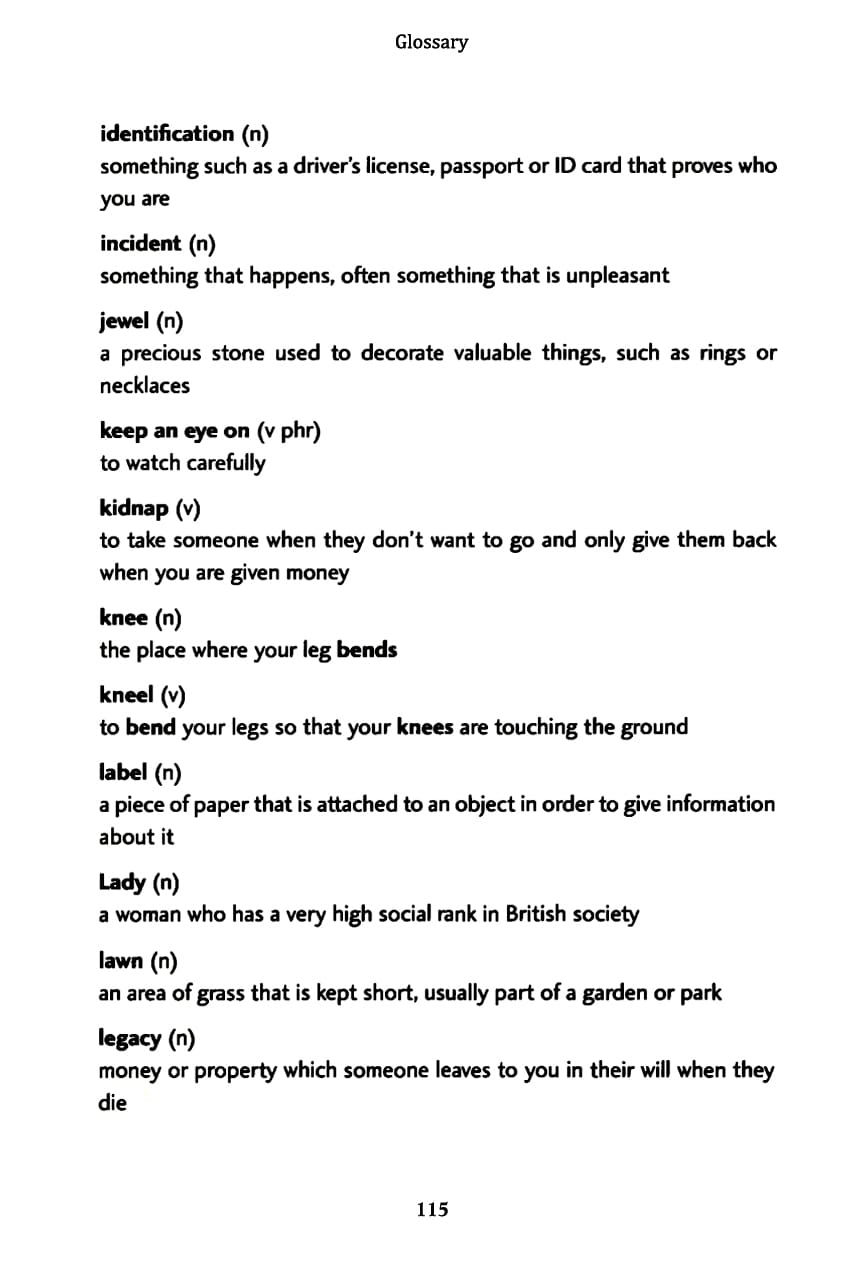 Glossary
identification (n)
something such as a driver's license, passport or ID card that proves who
you are
incident (n)
something that happens, often something that is unpleasant
jewel (n)
a precious stone used to decorate valuable things, such as rings or
necklaces
keep an eye on (v phr)
to watch carefully
kidnap (v)
to take someone when they don't want to go and only give them back
when you are given money
knee (n)
the place where your leg bends
kneel (v)
to bend your legs so that your knees are touching the ground
label (n)
a piece of paper that is attached to an object in order to give information
about it
Lady (n)
a woman who has a very high social rank in British society
lawn (n)
an area of grass that is kept short, usually part of a garden or park
legacy (n)
money or property which someone leaves to you in their will when they
die
115